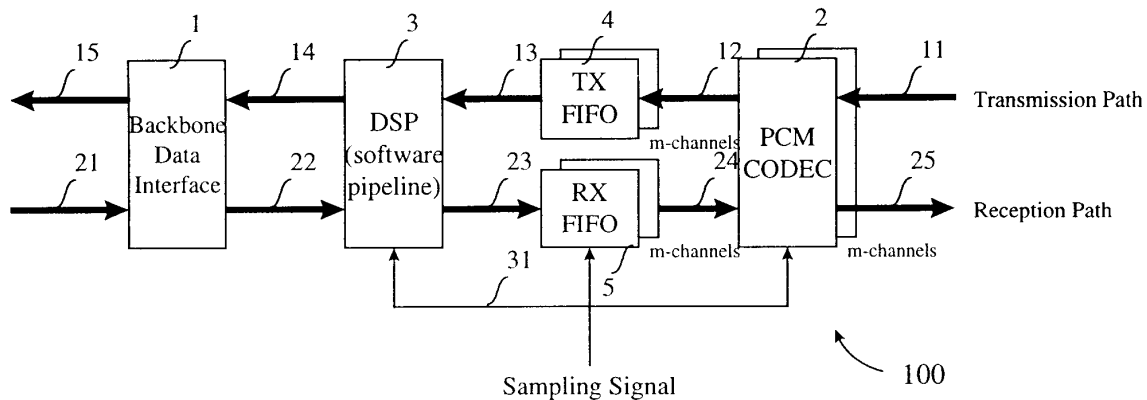 1
3
4
2
15
14
13
12
11
Backbone
Data
Interface
DSP
(software
pipeline)
TX
FIFO
PCM
CODEC
Transmission Path
m-channels
21
22
23
24
25
RX
FIFO
Reception Path
m-channels
m-channels
31
5
Sampling Signal
100